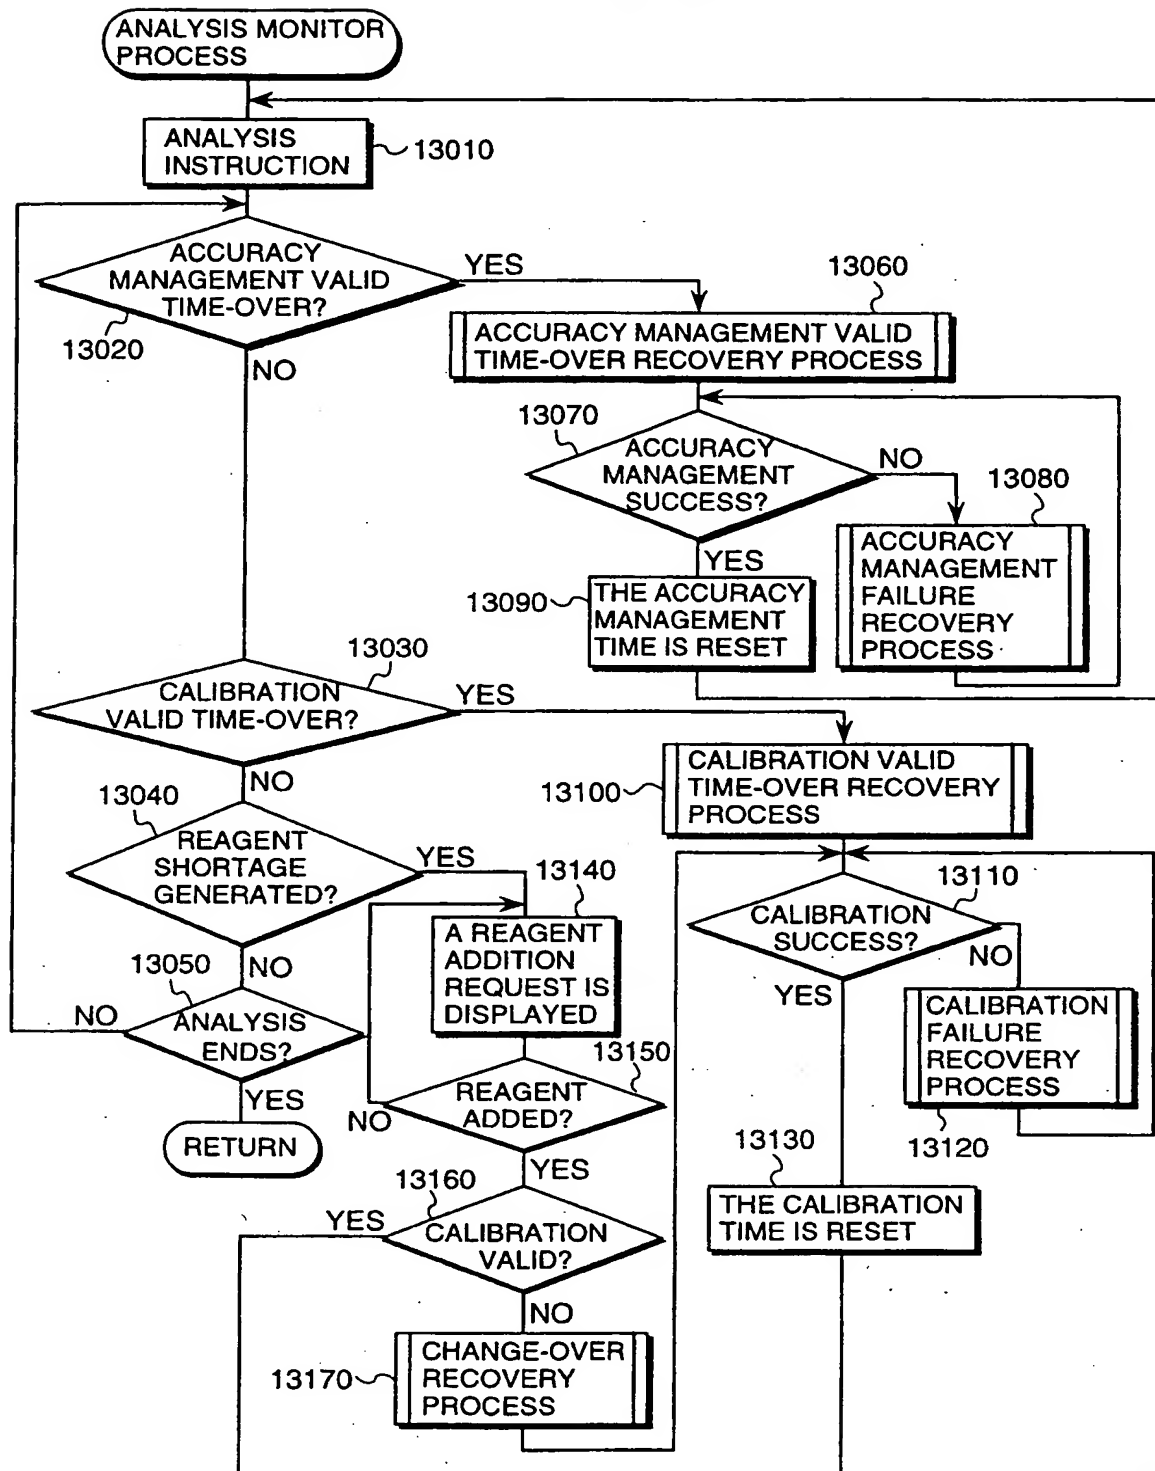 ANALYSIS MONITOR
PROCESS
ANALYSIS
INSTRUCTION
13010
ACCURACY
MANAGEMENT VALID
TIME-OVER?
YES
13020
NO
13060
ACCURACY MANAGEMENT VALID
TIME-OVER RECOVERY PROCESS
13070
ACCURACY
MANAGEMENT
SUCCESS?
NO
13080
ACCURACY
MANAGEMENT
FAILURE
RECOVERY
PROCESS
YES
13090
THE ACCURACY
MANAGEMENT
TIME IS RESET
13030
CALIBRATION
VALID TIME-OVER?
YES
NO
13100
CALIBRATION VALID
TIME-OVER RECOVERY
PROCESS
13040
REAGENT
SHORTAGE
GENERATED?
YES
NO
13140
A REAGENT
ADDITION
REQUEST IS
DISPLAYED
13110
CALIBRATION
SUCCESS?
NO
YES
13050
ANALYSIS
ENDS?
NO
YES
RETURN
13150
REAGENT
ADDED?
NO
YES
CALIBRATION
FAILURE
RECOVERY
PROCESS
13120
13130
THE CALIBRATION
TIME IS RESET
13160
CALIBRATION
VALID?
YES
NO
13170
CHANGE-OVER
RECOVERY
PROCESS